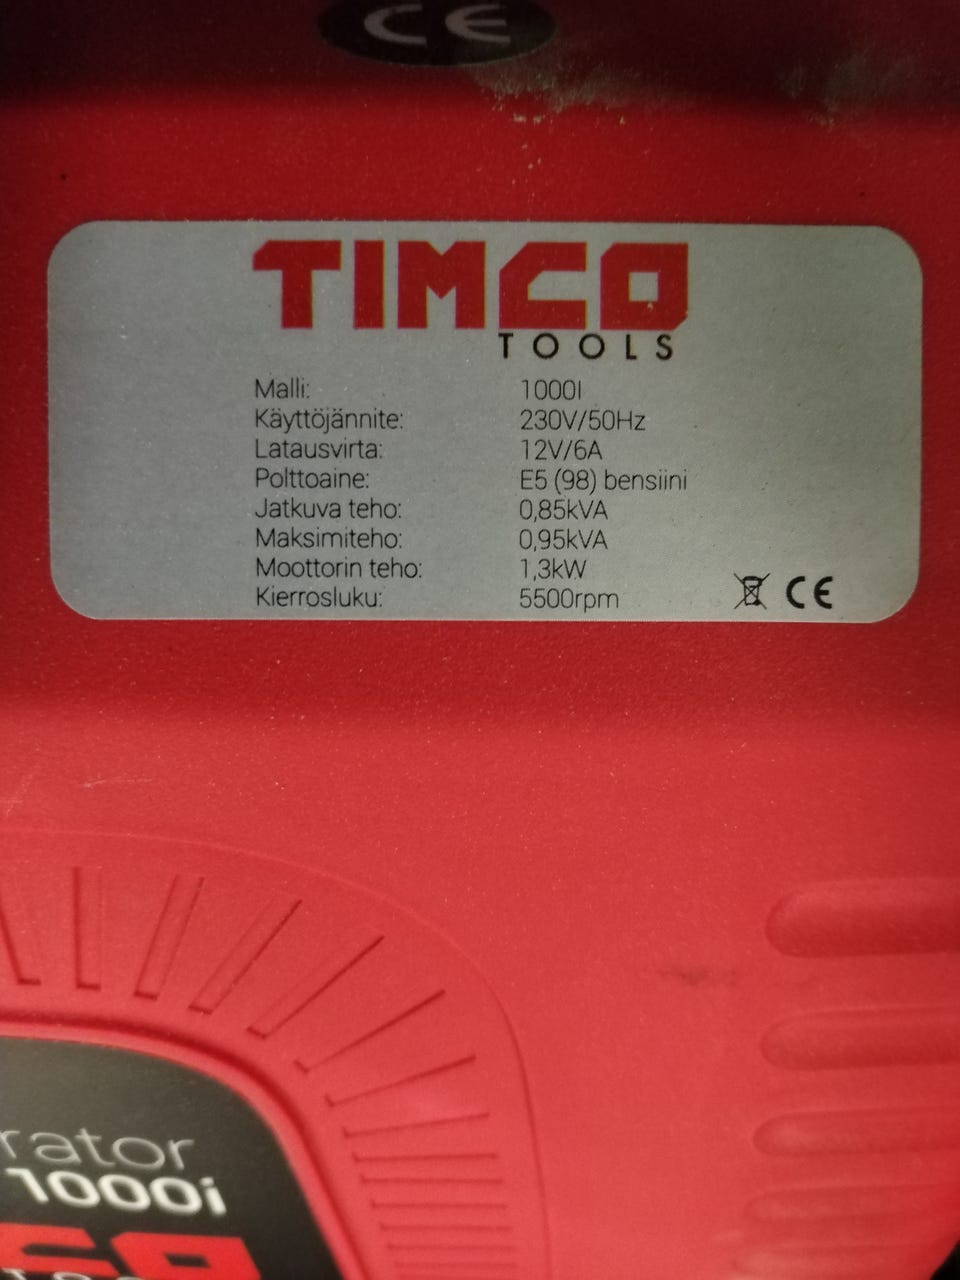 CE
TIMCO
TOOLS
Malli: 1000I
Käyttöjännite: 230V/50Hz
Latausvirta: 12V/6A
Polttoaine: E5 (98) bensiini
Jatkuva teho: 0,85kVA
Maksimiteho: 0,95kVA
Moottorin teho: 1,3kW
Kierrosluku: 5500rpm
CE
rator
1000i